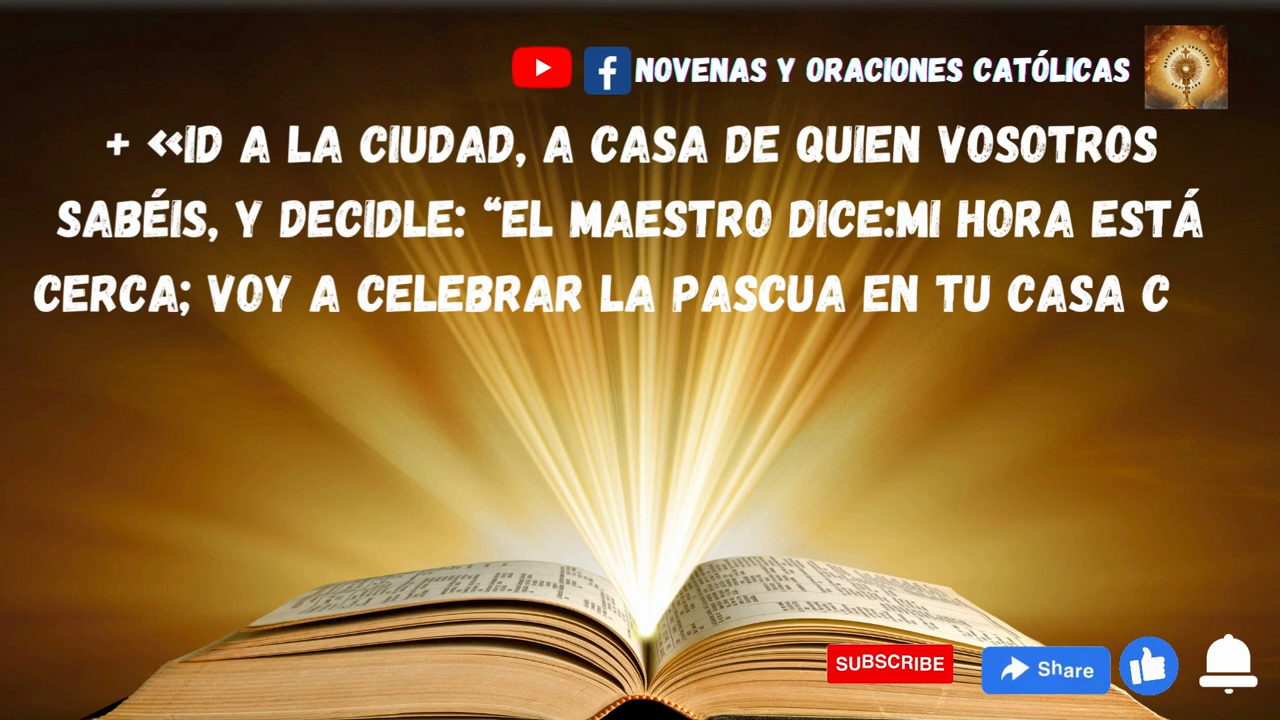 NOVENAS Y ORACIONES CATÓLICAS
+ «ID A LA CIUDAD, A CASA DE QUIEN VOSOTROS
SABÉIS, Y DECIDLE: “EL MAESTRO DICE:MI HORA ESTÁ
CERCA; VOY A CELEBRAR LA PASCUA EN TU CASA C
SUBSCRIBE
Share